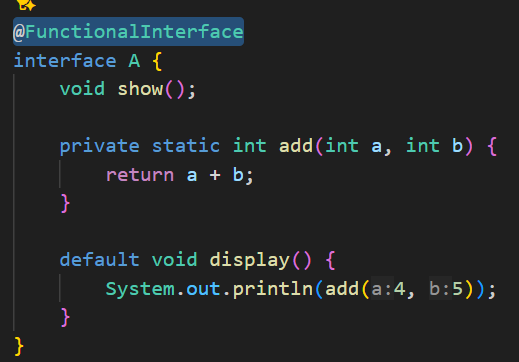 @FunctionalInterface
interface A {
    void show();

    private static int add(int a, int b) {
        return a + b;
    }

    default void display() {
        System.out.println(add(a:4, b:5));
    }
}